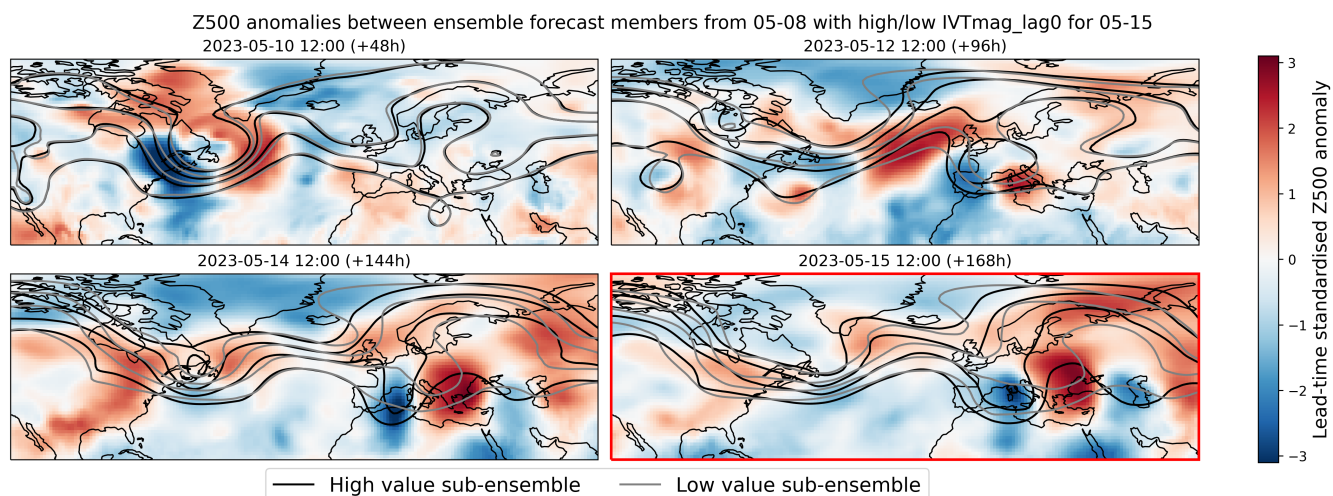 Z500 anomalies between ensemble forecast members from 05-08 with high/low IVTmag_lag0 for 05-15
2023-05-10 12:00 (+48h)
2023-05-12 12:00 (+96h)
2023-05-14 12:00 (+144h)
2023-05-15 12:00 (+168h)
3
2
1
0
−1
−2
−3
Lead-time standardised Z500 anomaly
High value sub-ensemble
Low value sub-ensemble